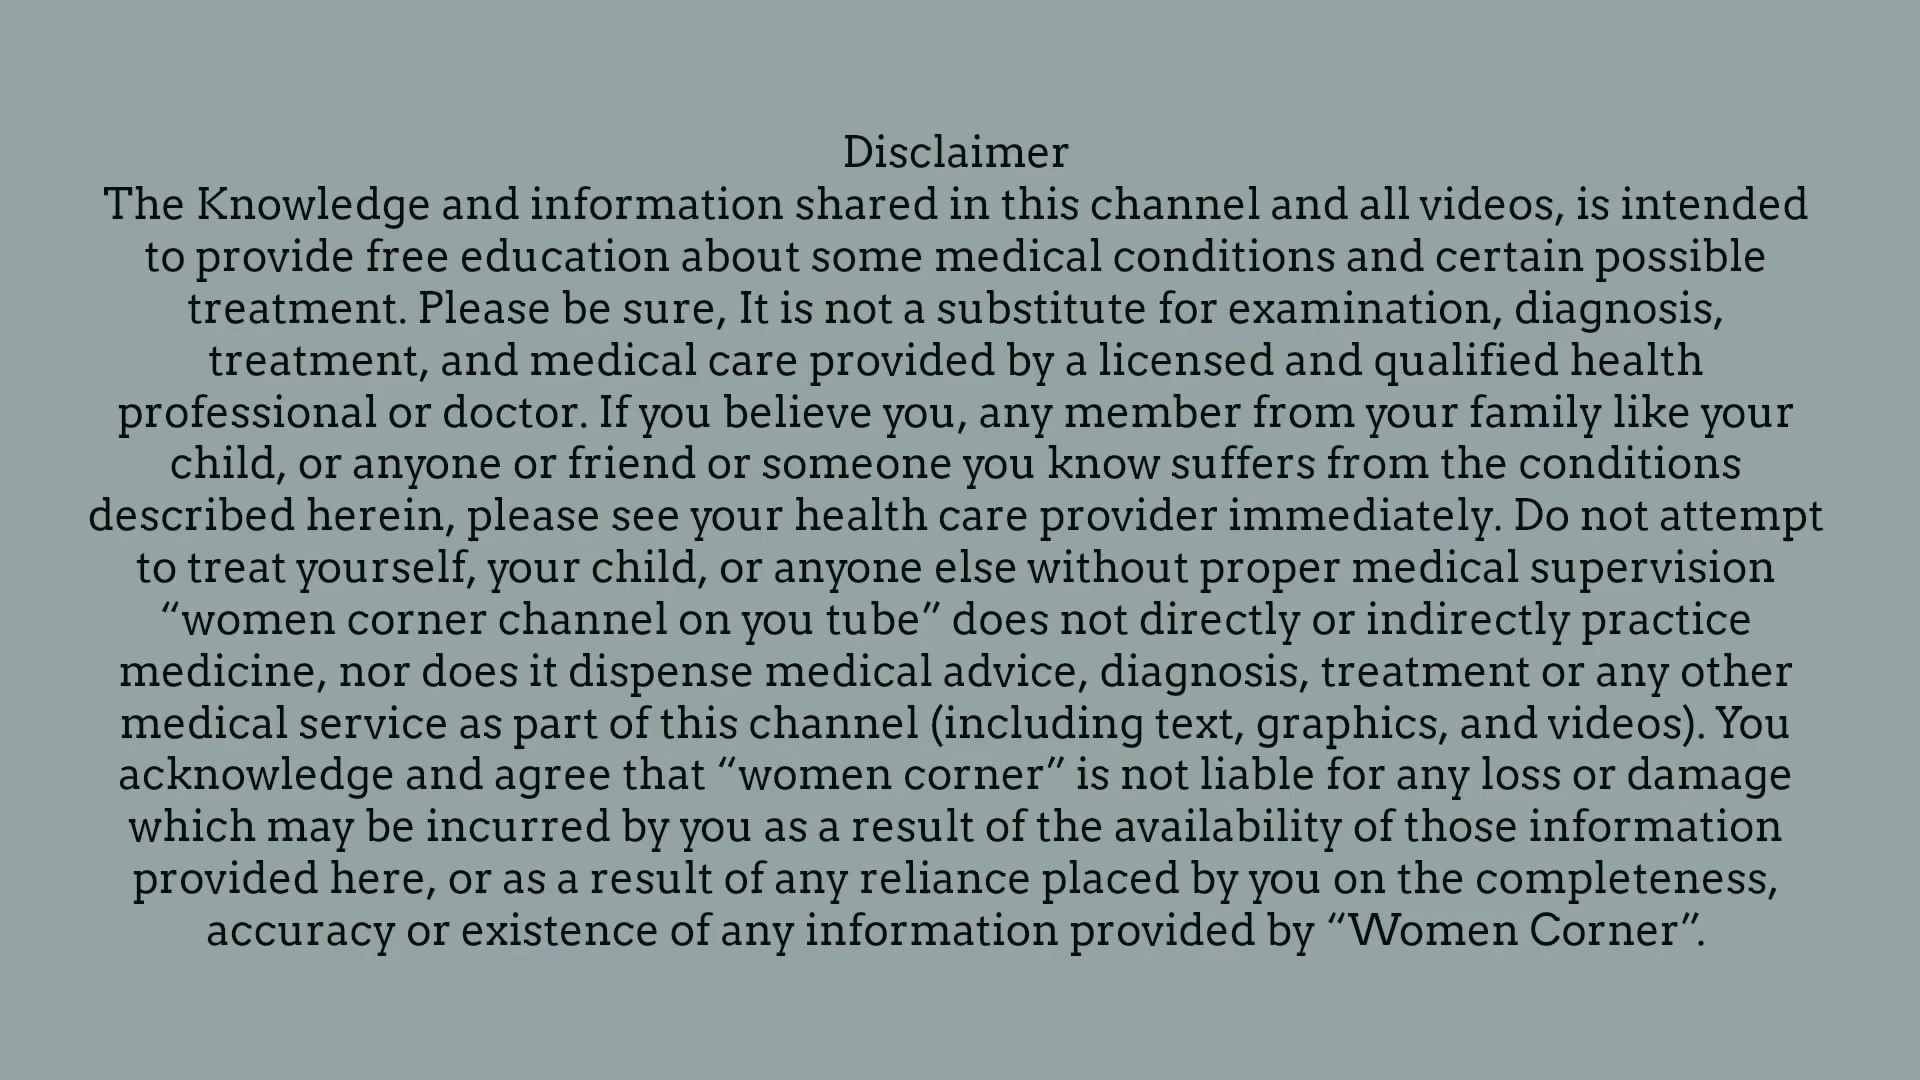 Disclaimer
The Knowledge and information shared in this channel and all videos, is intended
to provide free education about some medical conditions and certain possible
treatment. Please be sure, It is not a substitute for examination, diagnosis,
treatment, and medical care provided by a licensed and qualified health
professional or doctor. If you believe you, any member from your family like your
child, or anyone or friend or someone you know suffers from the conditions
described herein, please see your health care provider immediately. Do not attempt
to treat yourself, your child, or anyone else without proper medical supervision
“women corner channel on you tube” does not directly or indirectly practice
medicine, nor does it dispense medical advice, diagnosis, treatment or any other
medical service as part of this channel (including text, graphics, and videos). You
acknowledge and agree that “women corner” is not liable for any loss or damage
which may be incurred by you as a result of the availability of those information
provided here, or as a result of any reliance placed by you on the completeness,
accuracy or existence of any information provided by “Women Corner”.